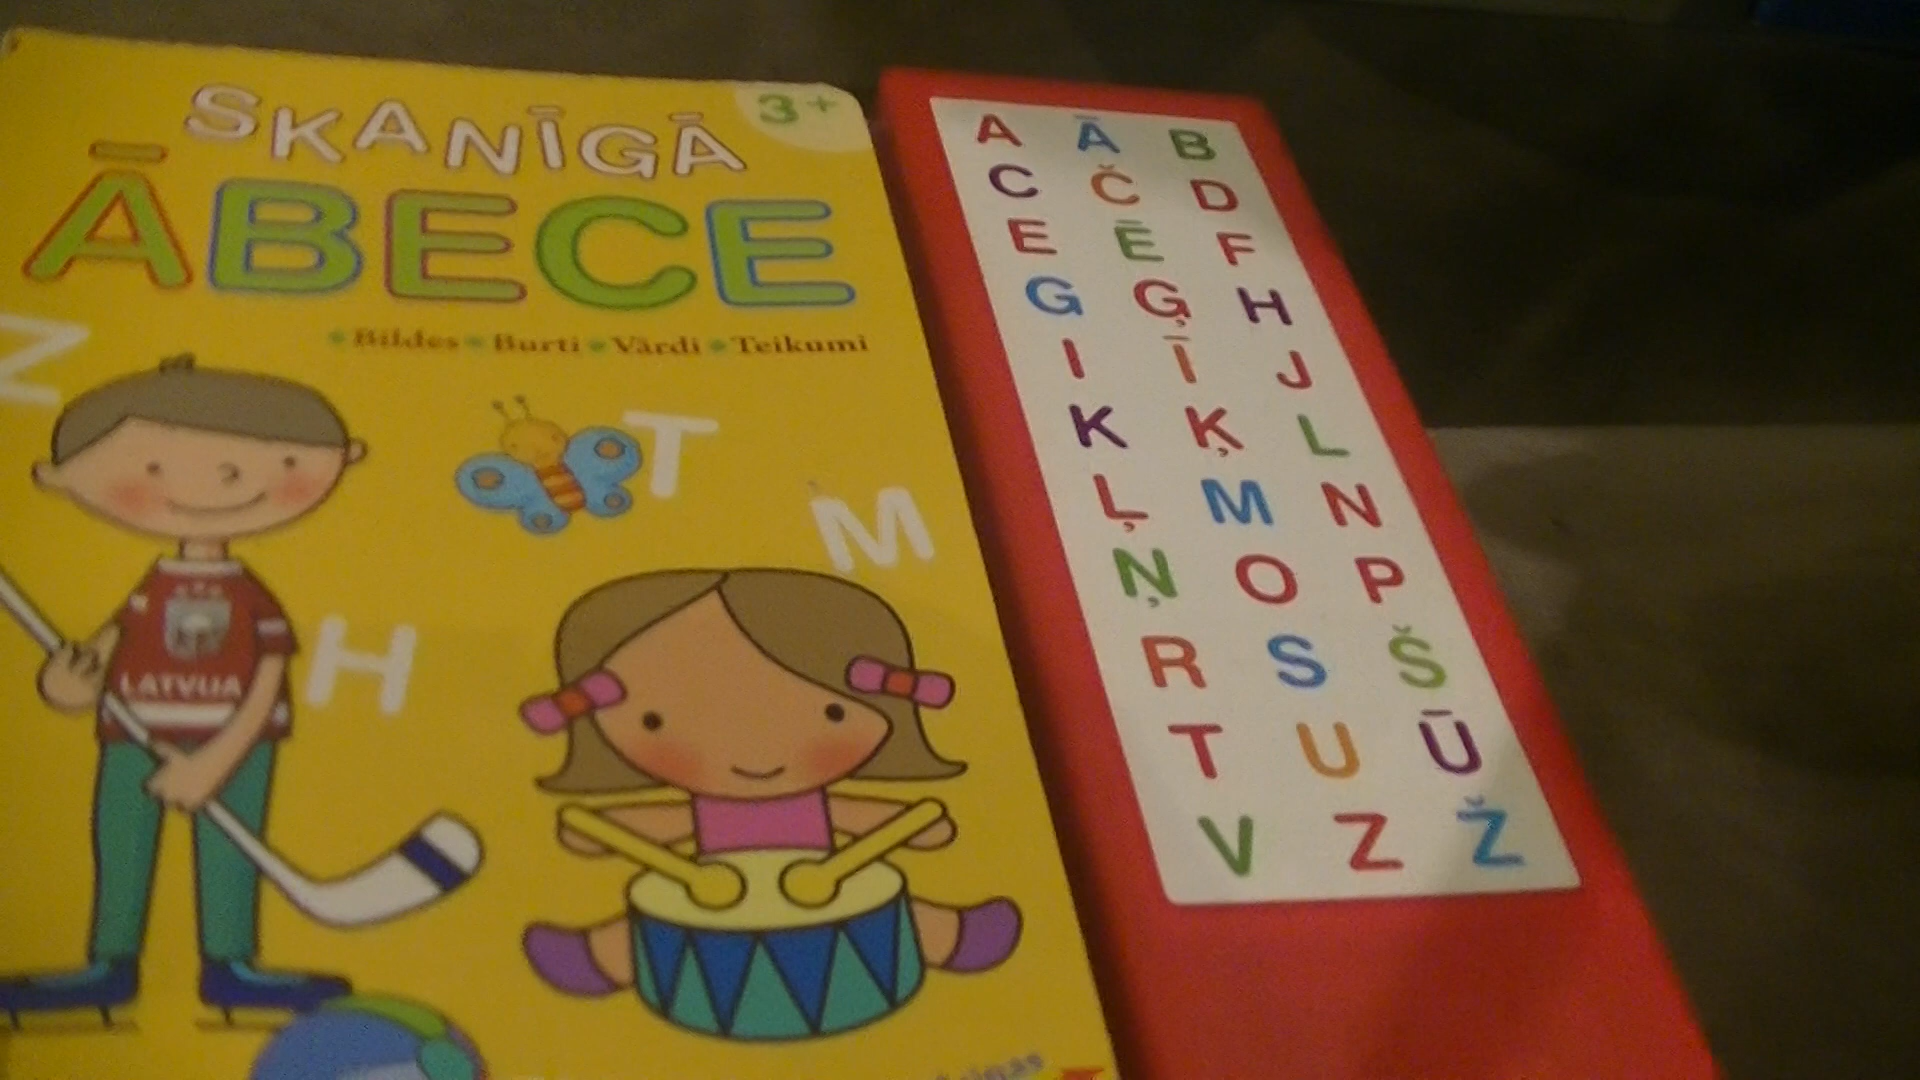 SKANĪGĀ
3+
ĀBECE
Bildes • Burti • Vārdi • Teikumi
Z
T
M
H
LATVIJA
A Ā B
C Č D
E Ē F
G Ģ H
I Ī J
K Ķ L
Ļ M N
Ņ O P
R S Š
T U Ū
V Z Ž